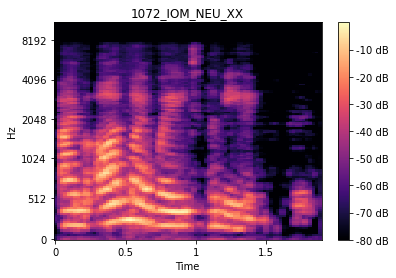 1072_IOM_NEU_XX
8192
4096
2048
1024
512
0
Hz
0
0.5
1
1.5
Time
-10 dB
-20 dB
-30 dB
-40 dB
-50 dB
-60 dB
-70 dB
-80 dB